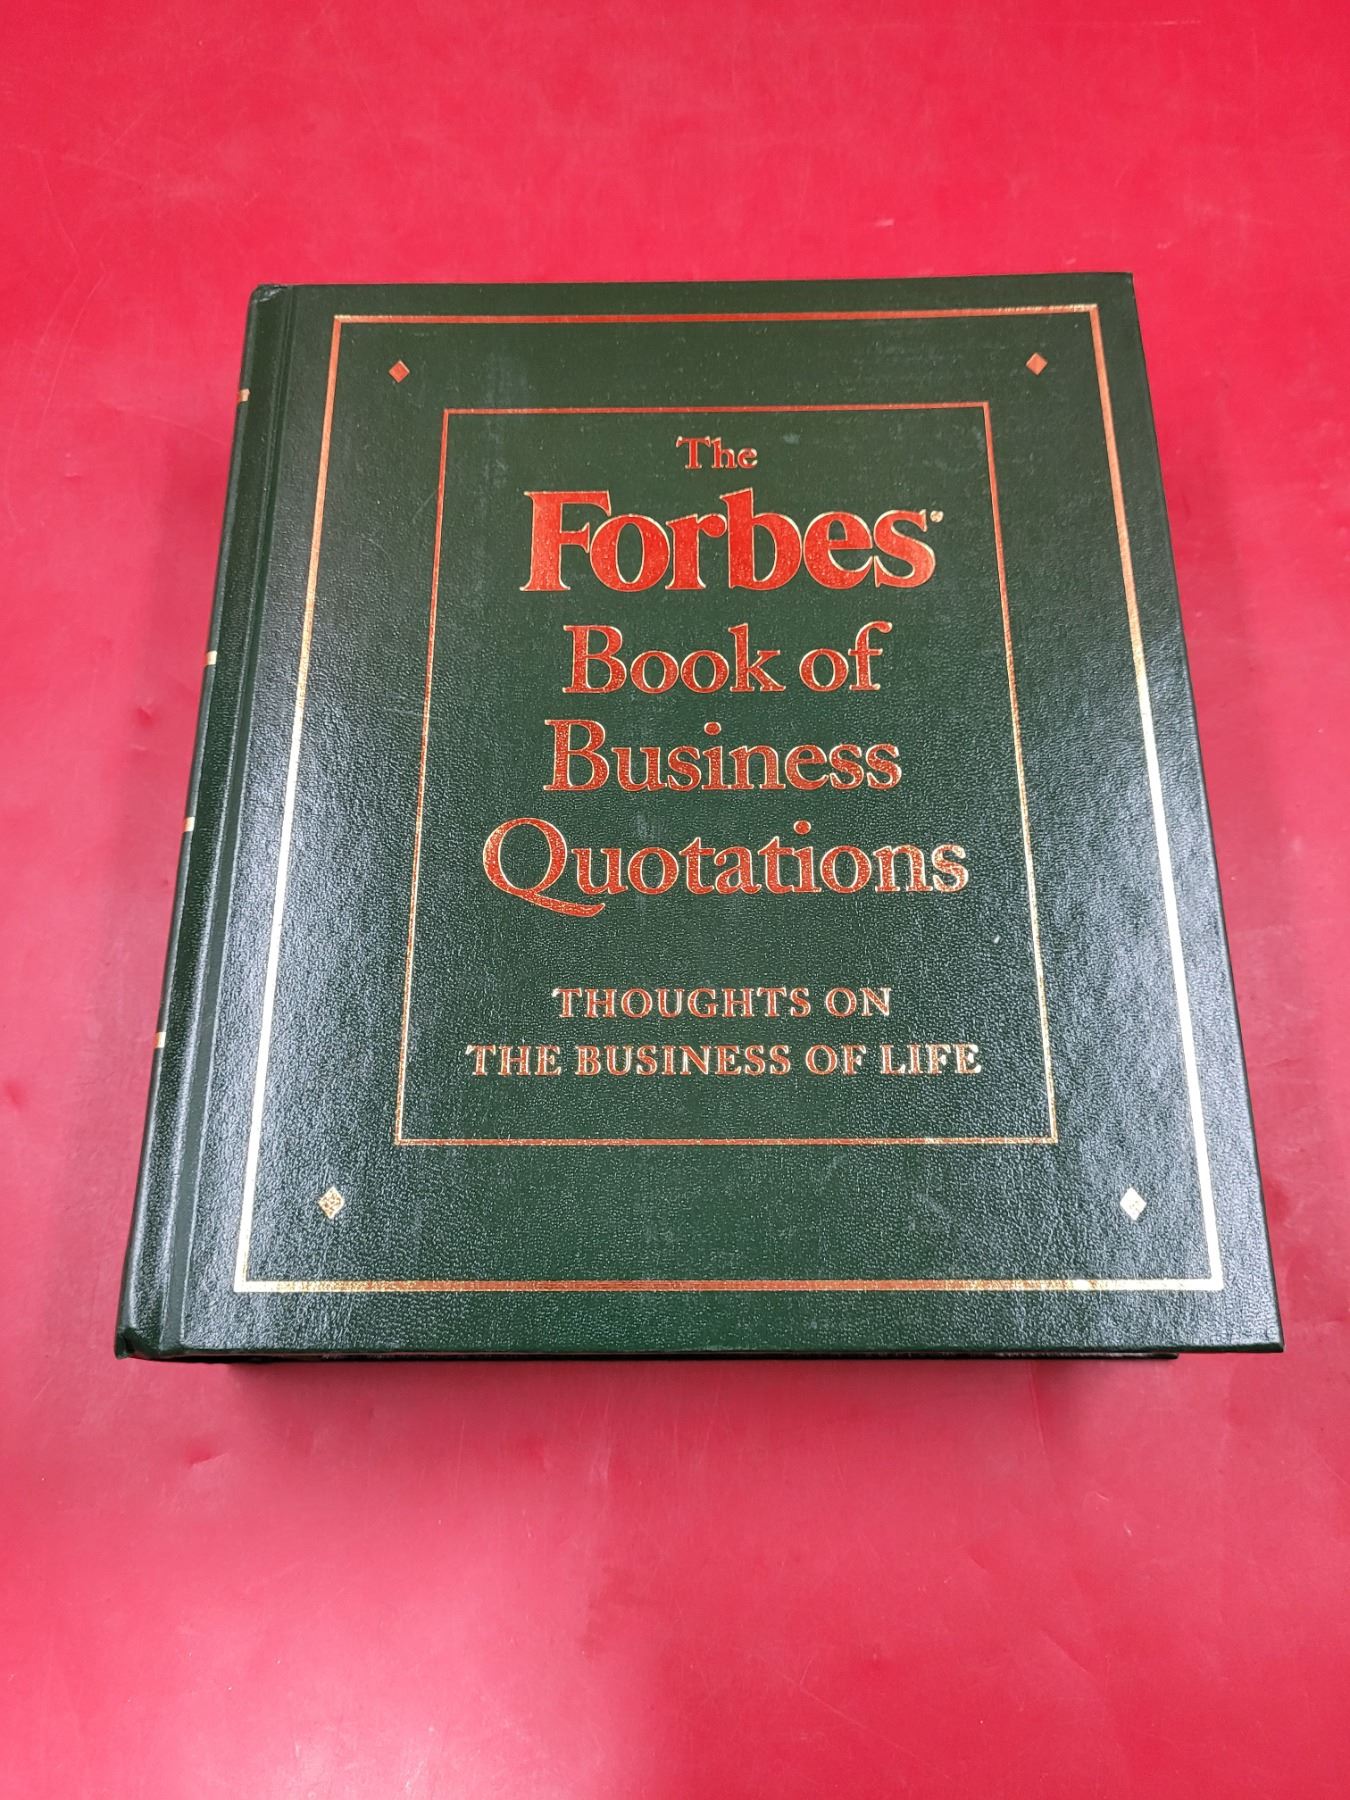 The
Forbes®
Book of
Business
Quotations
THOUGHTS ON
THE BUSINESS OF LIFE